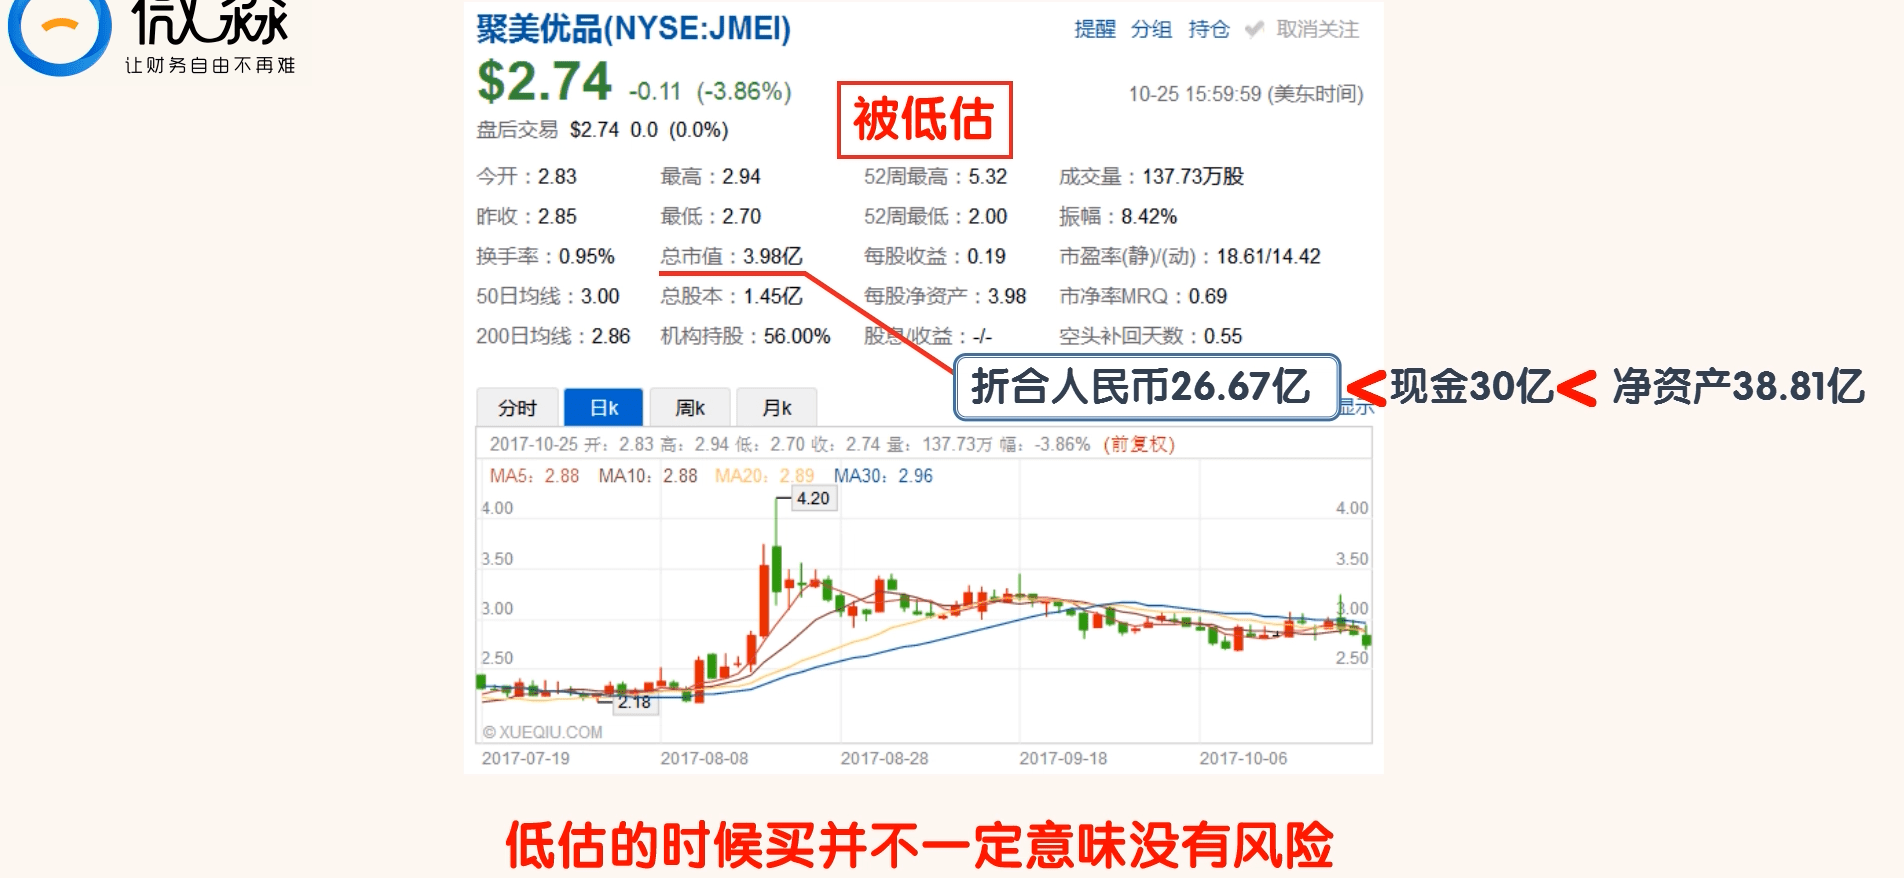 微淼
让财务自由不再难
聚美优品(NYSE:JMEI)
提醒 分组 持仓 取消关注
$2.74 -0.11 (-3.86%)
被低估
10-25 15:59:59 (美东时间)
盘后交易 $2.74 0.0 (0.0%)
今开：2.83 最高：2.94 52周最高：5.32 成交量：137.73万股
昨收：2.85 最低：2.70 52周最低：2.00 振幅：8.42%
换手率：0.95% 总市值：3.98亿 每股收益：0.19 市盈率(静)/(动)：18.61/14.42
50日均线：3.00 总股本：1.45亿 每股净资产：3.98 市净率MRQ：0.69
200日均线：2.86 机构持股：56.00% 股息/收益：-/- 空头补回天数：0.55
折合人民币26.67亿 < 现金30亿 < 净资产38.81亿
分时 日k 周k 月k 显示
2017-10-25 开：2.83 高：2.94 低：2.70 收：2.74 量：137.73万 幅：-3.86% (前复权)
MA5：2.88 MA10：2.88 MA20：2.89 MA30：2.96
4.20
4.00 4.00
3.50 3.50
3.00 3.00
2.50 2.50
2.18
© XUEQIU.COM
2017-07-19 2017-08-08 2017-08-28 2017-09-18 2017-10-06
低估的时候买并不一定意味没有风险